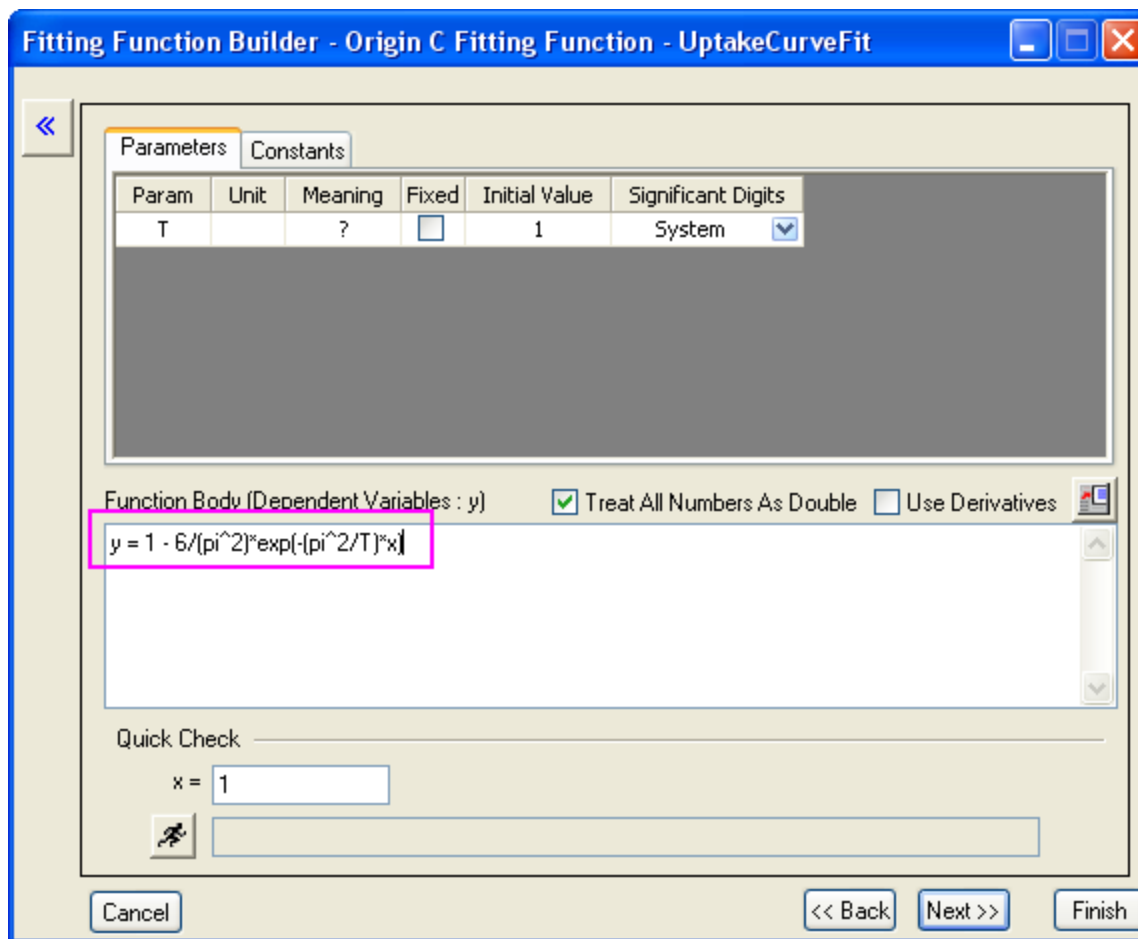 Fitting Function Builder - Origin C Fitting Function - UptakeCurveFit
«
Parameters Constants
Param Unit Meaning Fixed Initial Value Significant Digits
T ? 1 System
Function Body (Dependent Variables : y) Treat All Numbers As Double Use Derivatives
y = 1 - 6/(pi^2)*exp(-(pi^2/T)*x)
Quick Check
x = 1
Cancel << Back Next >> Finish